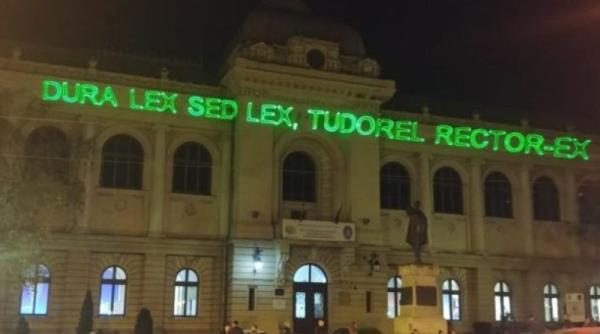 DURA LEX SED LEX, TUDOREL RECTOR-EX